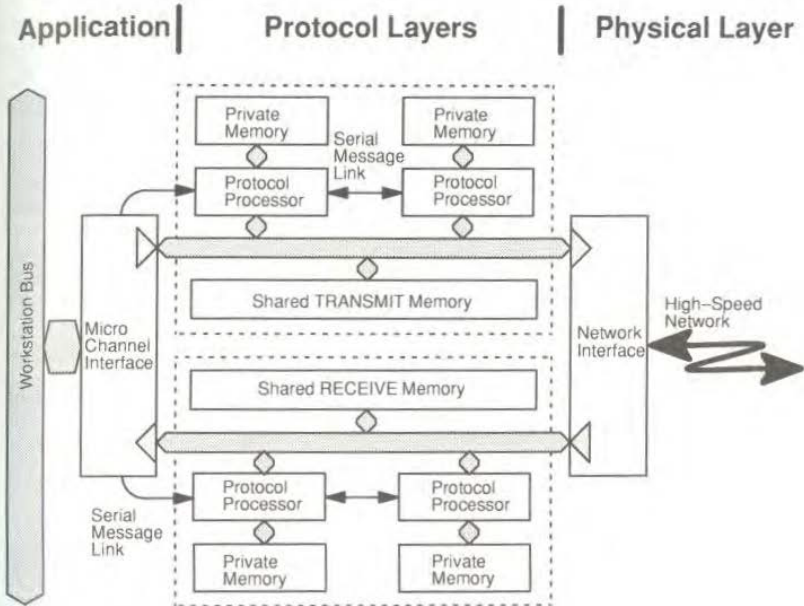 Application
Protocol Layers
Physical Layer
Private
Memory
Serial
Message
Link
Private
Memory
Protocol
Processor
Protocol
Processor
Shared TRANSMIT Memory
Workstation Bus
Micro
Channel
Interface
Network
Interface
High-Speed
Network
Shared RECEIVE Memory
Protocol
Processor
Protocol
Processor
Serial
Message
Link
Private
Memory
Private
Memory